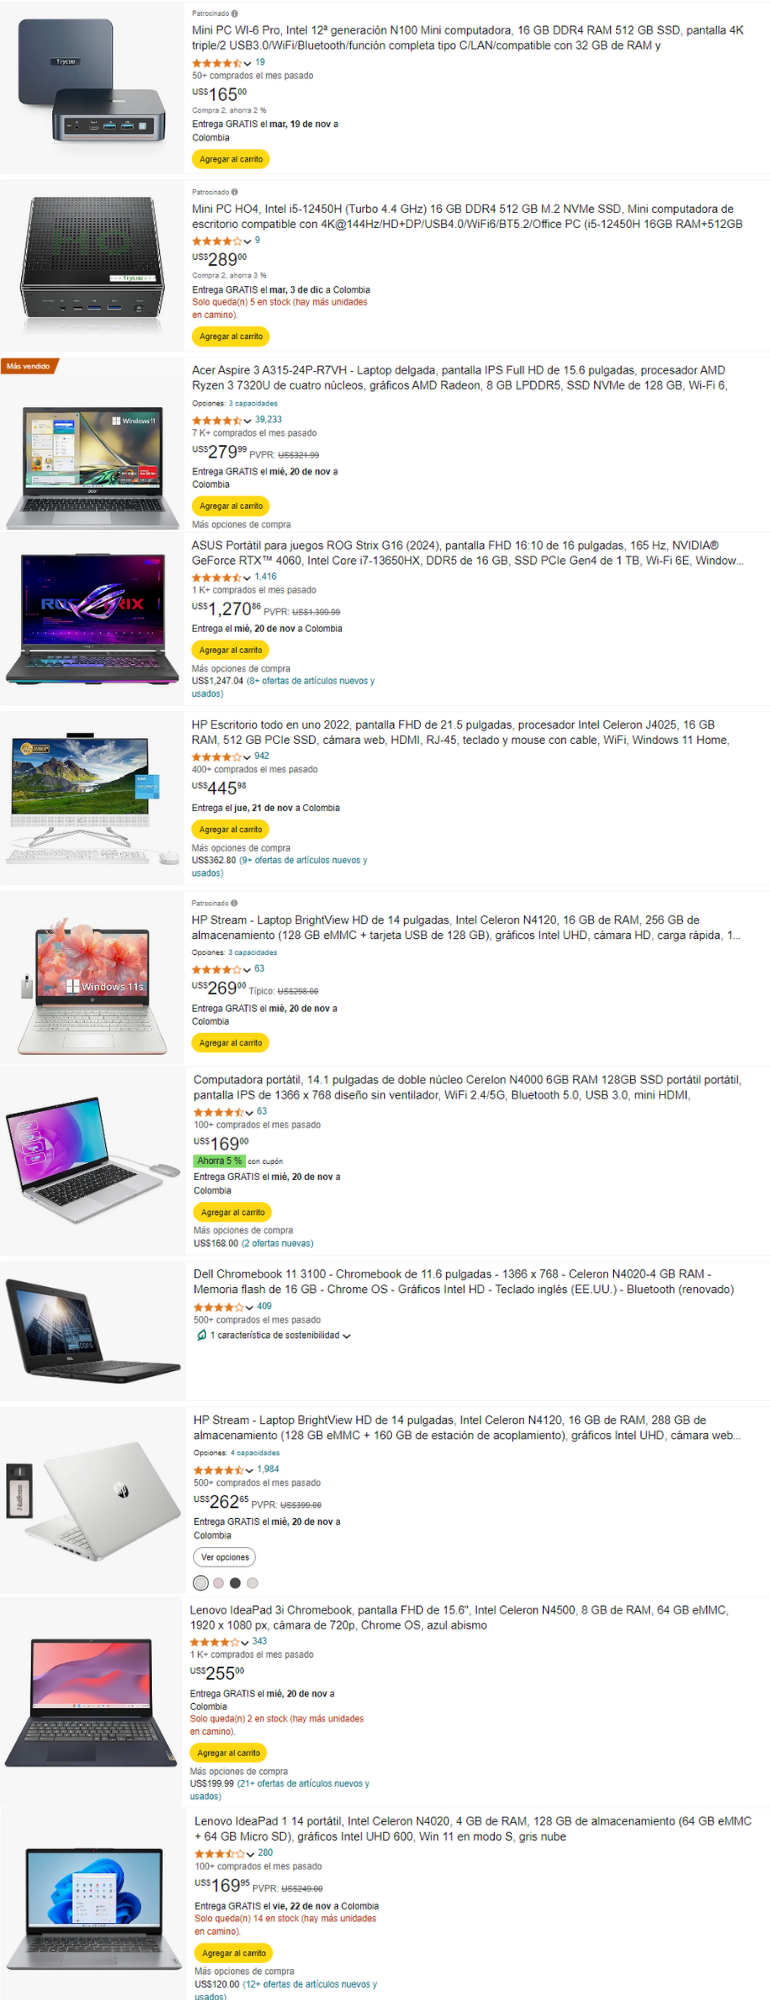 Patrocinado
Mini PC WI-6 Pro, Intel 12ª generación N100 Mini computadora, 16 GB DDR4 RAM 512 GB SSD, pantalla 4K
triple/2 USB3.0/WiFi/Bluetooth/función completa tipo C/LAN/compatible con 32 GB de RAM y
19
50+ comprados el mes pasado
US$16500
Compra 2, ahorra 2 %
Entrega GRATIS el mar, 19 de nov a
Colombia
Agregar al carrito
Trycoo
Patrocinado
Mini PC HO4, Intel i5-12450H (Turbo 4.4 GHz) 16 GB DDR4 512 GB M.2 NVMe SSD, Mini computadora de
escritorio compatible con 4K@144Hz/HD+DP/USB4.0/WiFi6/BT5.2/Office PC (i5-12450H 16GB RAM+512GB
9
US$28900
Compra 2, ahorra 3 %
Entrega GRATIS el mar, 3 de dic a Colombia
Solo queda(n) 5 en stock (hay más unidades
en camino).
Agregar al carrito
HO
Trycoo
Más vendido
Acer Aspire 3 A315-24P-R7VH - Laptop delgada, pantalla IPS Full HD de 15.6 pulgadas, procesador AMD
Ryzen 3 7320U de cuatro núcleos, gráficos AMD Radeon, 8 GB LPDDR5, SSD NVMe de 128 GB, Wi-Fi 6,
Opciones: 3 capacidades
39,233
7 K+ comprados el mes pasado
US$27999 PVPR: US$321.99
Entrega GRATIS el mié, 20 de nov a
Colombia
Agregar al carrito
Más opciones de compra
Windows 11
acer
ASUS Portátil para juegos ROG Strix G16 (2024), pantalla FHD 16:10 de 16 pulgadas, 165 Hz, NVIDIA®
GeForce RTX™ 4060, Intel Core i7-13650HX, DDR5 de 16 GB, SSD PCIe Gen4 de 1 TB, Wi-Fi 6E, Window...
1,416
1 K+ comprados el mes pasado
US$1,27086 PVPR: US$1,399.99
Entrega el mié, 20 de nov a Colombia
Agregar al carrito
Más opciones de compra
US$1,247.04 (8+ ofertas de artículos nuevos y
usados)
HP Escritorio todo en uno 2022, pantalla FHD de 21.5 pulgadas, procesador Intel Celeron J4025, 16 GB
RAM, 512 GB PCIe SSD, cámara web, HDMI, RJ-45, teclado y mouse con cable, WiFi, Windows 11 Home,
942
400+ comprados el mes pasado
US$44598
Entrega el jue, 21 de nov a Colombia
Agregar al carrito
Más opciones de compra
US$362.80 (9+ ofertas de artículos nuevos y
usados)
Patrocinado
HP Stream - Laptop BrightView HD de 14 pulgadas, Intel Celeron N4120, 16 GB de RAM, 256 GB de
almacenamiento (128 GB eMMC + tarjeta USB de 128 GB), gráficos Intel UHD, cámara HD, carga rápida, 1...
Opciones: 3 capacidades
63
US$26900 Típico: US$298.00
Entrega GRATIS el mié, 20 de nov a
Colombia
Agregar al carrito
Windows 11s
Computadora portátil, 14.1 pulgadas de doble núcleo Cerelon N4000 6GB RAM 128GB SSD portátil portátil,
pantalla IPS de 1366 x 768 diseño sin ventilador, WiFi 2.4/5G, Bluetooth 5.0, USB 3.0, mini HDMI,
63
100+ comprados el mes pasado
US$16900
Ahorra 5 % con cupón
Entrega GRATIS el mié, 20 de nov a
Colombia
Agregar al carrito
Más opciones de compra
US$168.00 (2 ofertas nuevas)
Dell Chromebook 11 3100 - Chromebook de 11.6 pulgadas - 1366 x 768 - Celeron N4020-4 GB RAM -
Memoria flash de 16 GB - Chrome OS - Gráficos Intel HD - Teclado inglés (EE.UU.) - Bluetooth (renovado)
409
500+ comprados el mes pasado
1 característica de sostenibilidad
HP Stream - Laptop BrightView HD de 14 pulgadas, Intel Celeron N4120, 16 GB de RAM, 288 GB de
almacenamiento (128 GB eMMC + 160 GB de estación de acoplamiento), gráficos Intel UHD, cámara web...
Opciones: 4 capacidades
1,984
500+ comprados el mes pasado
US$26265 PVPR: US$399.00
Entrega GRATIS el mié, 20 de nov a
Colombia
Ver opciones
hp
Lenovo IdeaPad 3i Chromebook, pantalla FHD de 15.6", Intel Celeron N4500, 8 GB de RAM, 64 GB eMMC,
1920 x 1080 px, cámara de 720p, Chrome OS, azul abismo
343
1 K+ comprados el mes pasado
US$25500
Entrega GRATIS el mié, 20 de nov a
Colombia
Solo queda(n) 2 en stock (hay más unidades
en camino).
Agregar al carrito
Más opciones de compra
US$199.99 (21+ ofertas de artículos nuevos y
usados)
Lenovo IdeaPad 1 14 portátil, Intel Celeron N4020, 4 GB de RAM, 128 GB de almacenamiento (64 GB eMMC
+ 64 GB Micro SD), gráficos Intel UHD 600, Win 11 en modo S, gris nube
280
100+ comprados el mes pasado
US$16995 PVPR: US$249.00
Entrega GRATIS el vie, 22 de nov a Colombia
Solo queda(n) 14 en stock (hay más unidades
en camino).
Agregar al carrito
Más opciones de compra
US$120.00 (12+ ofertas de artículos nuevos y
usados)